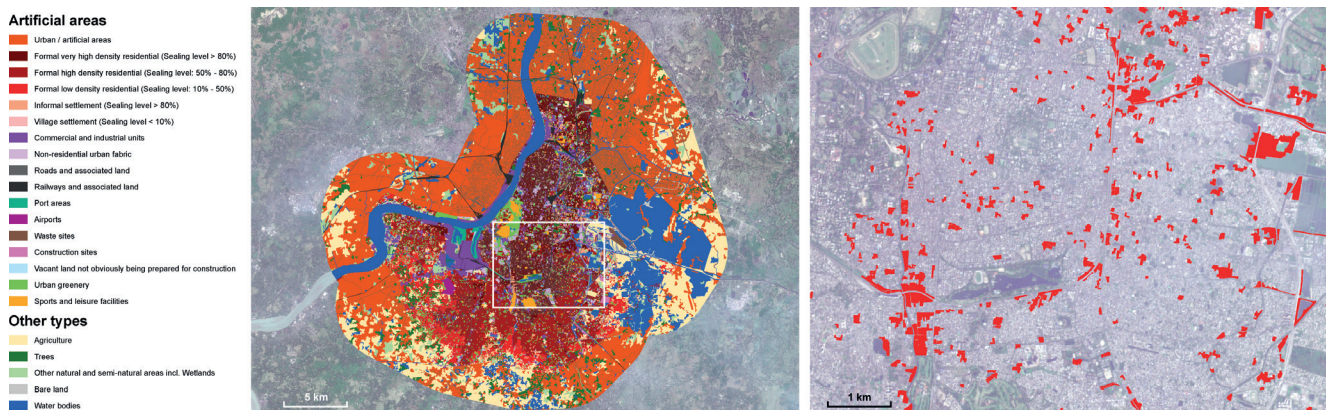 Artificial areas
Urban / artificial areas
Formal very high density residential (Sealing level > 80%)
Formal high density residential (Sealing level: 50% - 80%)
Formal low density residential (Sealing level: 10% - 50%)
Informal settlement (Sealing level > 80%)
Village settlement (Sealing level < 10%)
Commercial and industrial units
Non-residential urban fabric
Roads and associated land
Railways and associated land
Port areas
Airports
Waste sites
Construction sites
Vacant land not obviously being prepared for construction
Urban greenery
Sports and leisure facilities
Other types
Agriculture
Trees
Other natural and semi-natural areas incl. Wetlands
Bare land
Water bodies
5 km
1 km